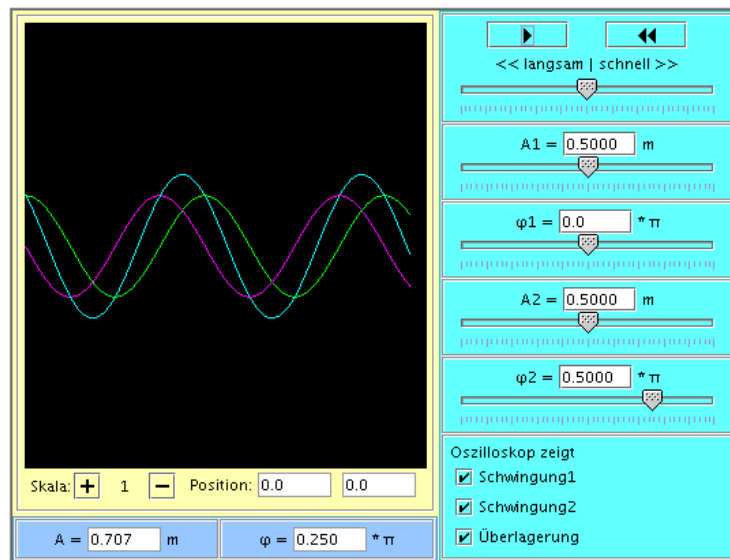 << langsam | schnell >>
A1 = 0.5000 m
φ1 = 0.0 * π
A2 = 0.5000 m
φ2 = 0.5000 * π
Oszilloskop zeigt
Schwingung1
Schwingung2
Überlagerung
Skala: + 1 − Position: 0.0 0.0
A = 0.707 m φ = 0.250 * π